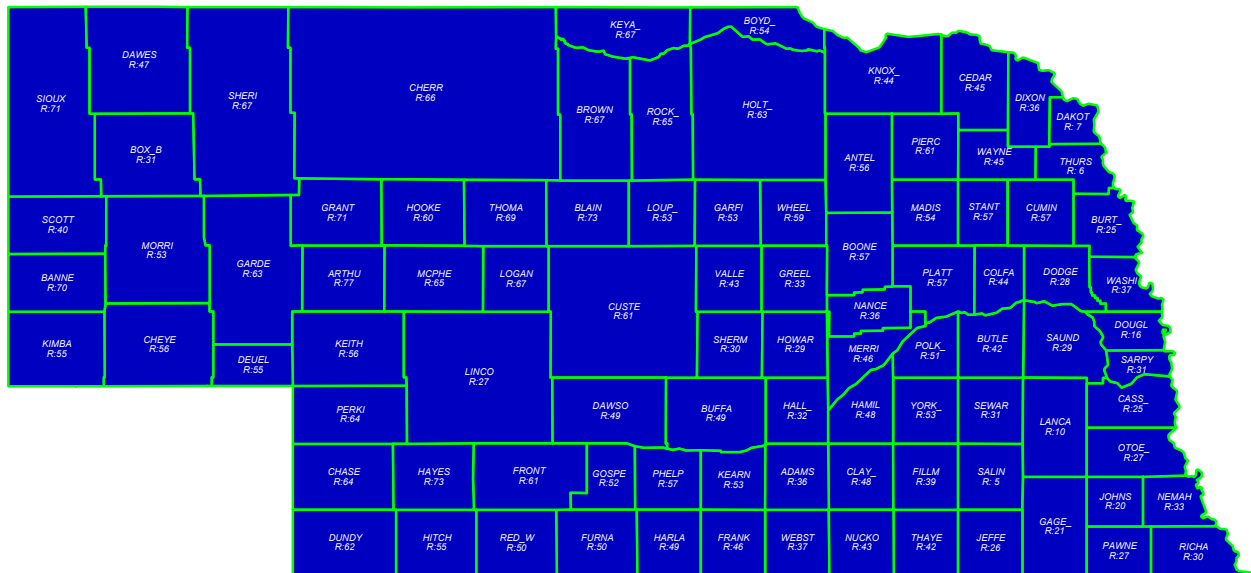 KEYA_
R:67
BOYD_
R:54
DAWES
R:47
KNOX_
R:44
CEDAR
R:45
SIOUX
R:71
SHERI
R:67
CHERR
R:66
BROWN
R:67
ROCK_
R:65
HOLT_
R:63
DIXON
R:36
DAKOT
R: 7
BOX_B
R:31
ANTEL
R:56
PIERC
R:61
WAYNE
R:45
THURS
R: 6
SCOTT
R:40
GRANT
R:71
HOOKE
R:60
THOMA
R:69
BLAIN
R:73
LOUP_
R:53
GARFI
R:53
WHEEL
R:59
MADIS
R:54
STANT
R:57
CUMIN
R:57
BURT_
R:25
MORRI
R:53
GARDE
R:63
BOONE
R:57
BANNE
R:70
ARTHU
R:77
MCPHE
R:65
LOGAN
R:67
VALLE
R:43
GREEL
R:33
PLATT
R:57
COLFA
R:44
DODGE
R:28
WASHI
R:37
CUSTE
R:61
NANCE
R:36
KIMBA
R:55
CHEYE
R:56
DEUEL
R:55
KEITH
R:56
LINCO
R:27
SHERM
R:30
HOWAR
R:29
MERRI
R:46
POLK_
R:51
BUTLE
R:42
SAUND
R:29
DOUGL
R:16
SARPY
R:31
PERKI
R:64
DAWSO
R:49
BUFFA
R:49
HALL_
R:32
HAMIL
R:48
YORK_
R:53
SEWAR
R:31
LANCA
R:10
CASS_
R:25
OTOE_
R:27
CHASE
R:64
HAYES
R:73
FRONT
R:61
GOSPE
R:52
PHELP
R:57
KEARN
R:53
ADAMS
R:36
CLAY_
R:48
FILLM
R:39
SALIN
R: 5
GAGE_
R:21
JOHNS
R:20
NEMAH
R:33
DUNDY
R:62
HITCH
R:55
RED_W
R:50
FURNA
R:50
HARLA
R:49
FRANK
R:46
WEBST
R:37
NUCKO
R:43
THAYE
R:42
JEFFE
R:26
PAWNE
R:27
RICHA
R:30